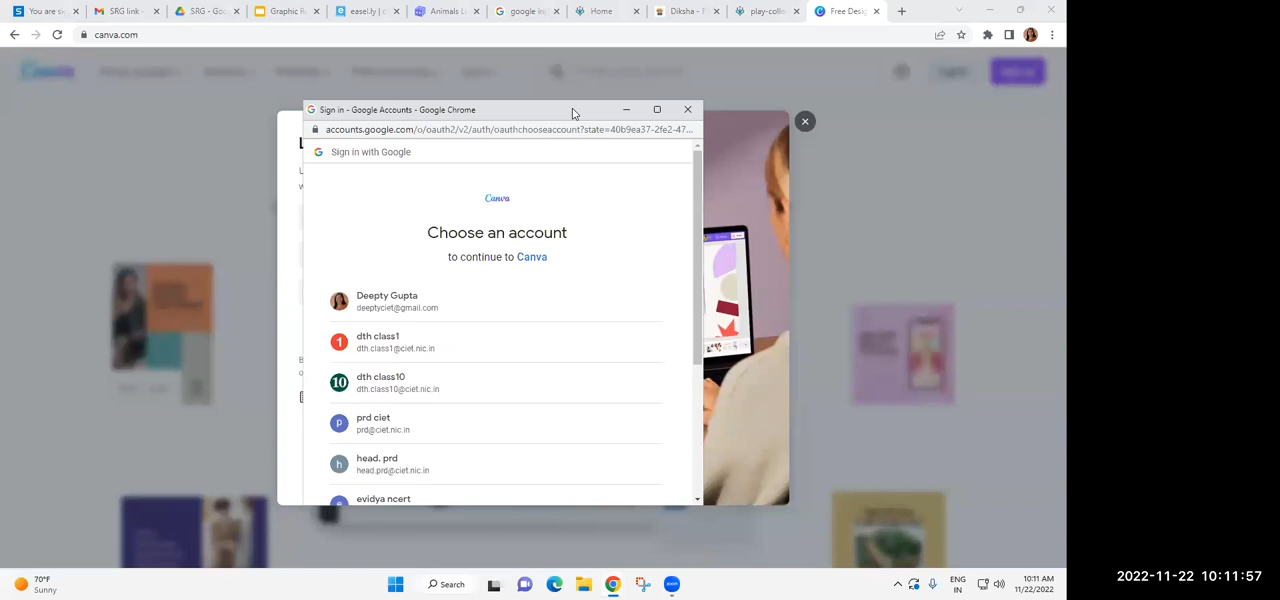 You are si
SRG link -
SRG - Goo
Graphic R
easel.ly | c
Animals L
google in
Home
Diksha - P
play-colle
Free Desi
canva.com
Sign in - Google Accounts - Google Chrome
accounts.google.com/o/oauth2/v2/auth/oauthchooseaccount?state=40b9ea37-2fe2-47...
Sign in with Google
Canva
Choose an account
to continue to Canva
Deepty Gupta
deeptyciet@gmail.com
1
dth class1
dth.class1@ciet.nic.in
10
dth class10
dth.class10@ciet.nic.in
p
prd ciet
prd@ciet.nic.in
h
head. prd
head.prd@ciet.nic.in
e
evidya ncert
70°F
Sunny
Search
ENG
IN
10:11 AM
11/22/2022
2022-11-22 10:11:57